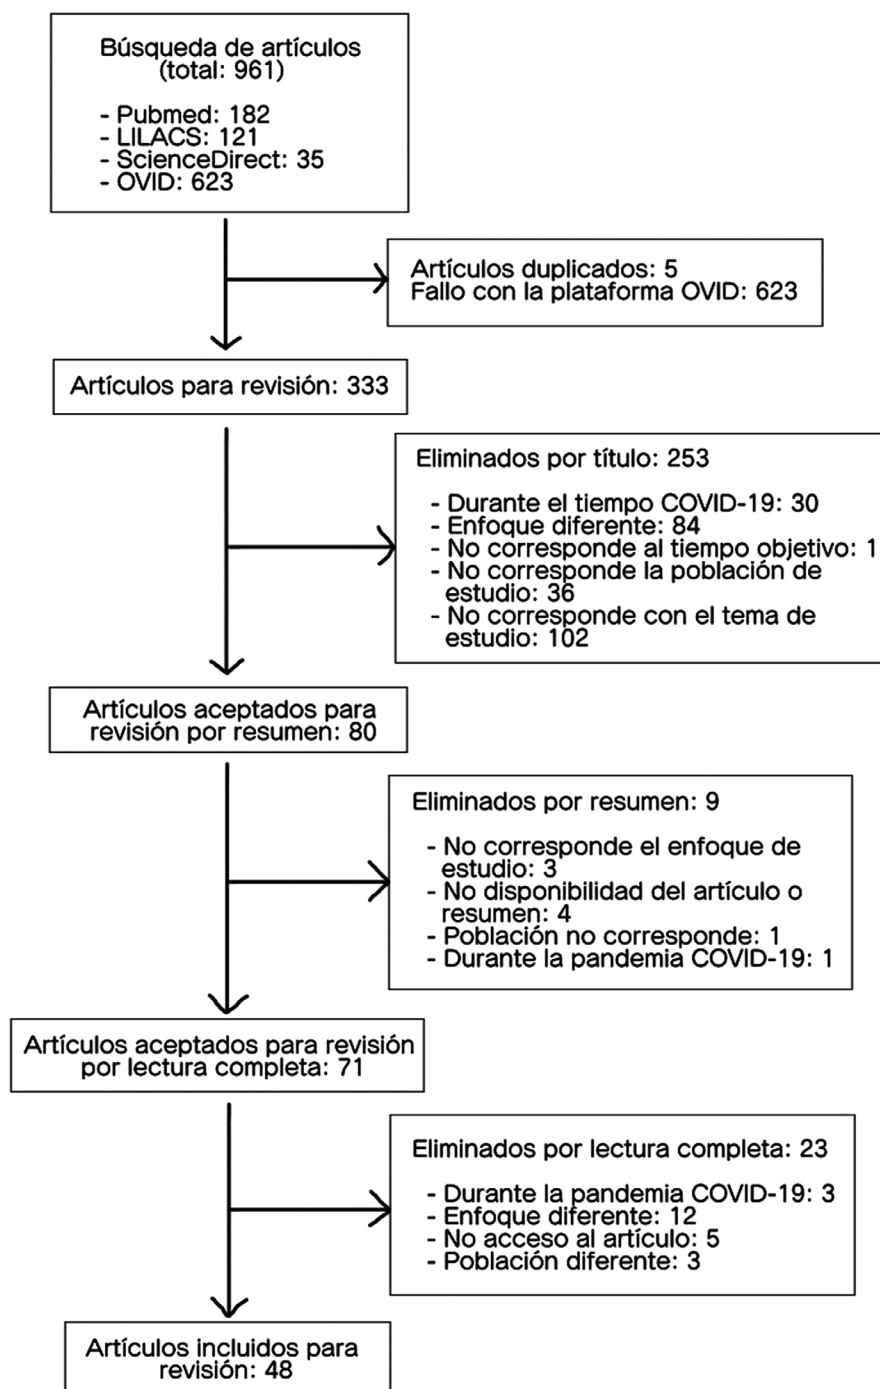 Búsqueda de artículos
(total: 961)
- Pubmed: 182
- LILACS: 121
- ScienceDirect: 35
- OVID: 623
Artículos duplicados: 5
Fallo con la plataforma OVID: 623
Artículos para revisión: 333
Eliminados por título: 253
- Durante el tiempo COVID-19: 30
- Enfoque diferente: 84
- No corresponde al tiempo objetivo: 1
- No corresponde la población de
estudio: 36
- No corresponde con el tema de
estudio: 102
Artículos aceptados para
revisión por resumen: 80
Eliminados por resumen: 9
- No corresponde el enfoque de
estudio: 3
- No disponibilidad del artículo o
resumen: 4
- Población no corresponde: 1
- Durante la pandemia COVID-19: 1
Artículos aceptados para revisión
por lectura completa: 71
Eliminados por lectura completa: 23
- Durante la pandemia COVID-19: 3
- Enfoque diferente: 12
- No acceso al artículo: 5
- Población diferente: 3
Artículos incluidos para
revisión: 48